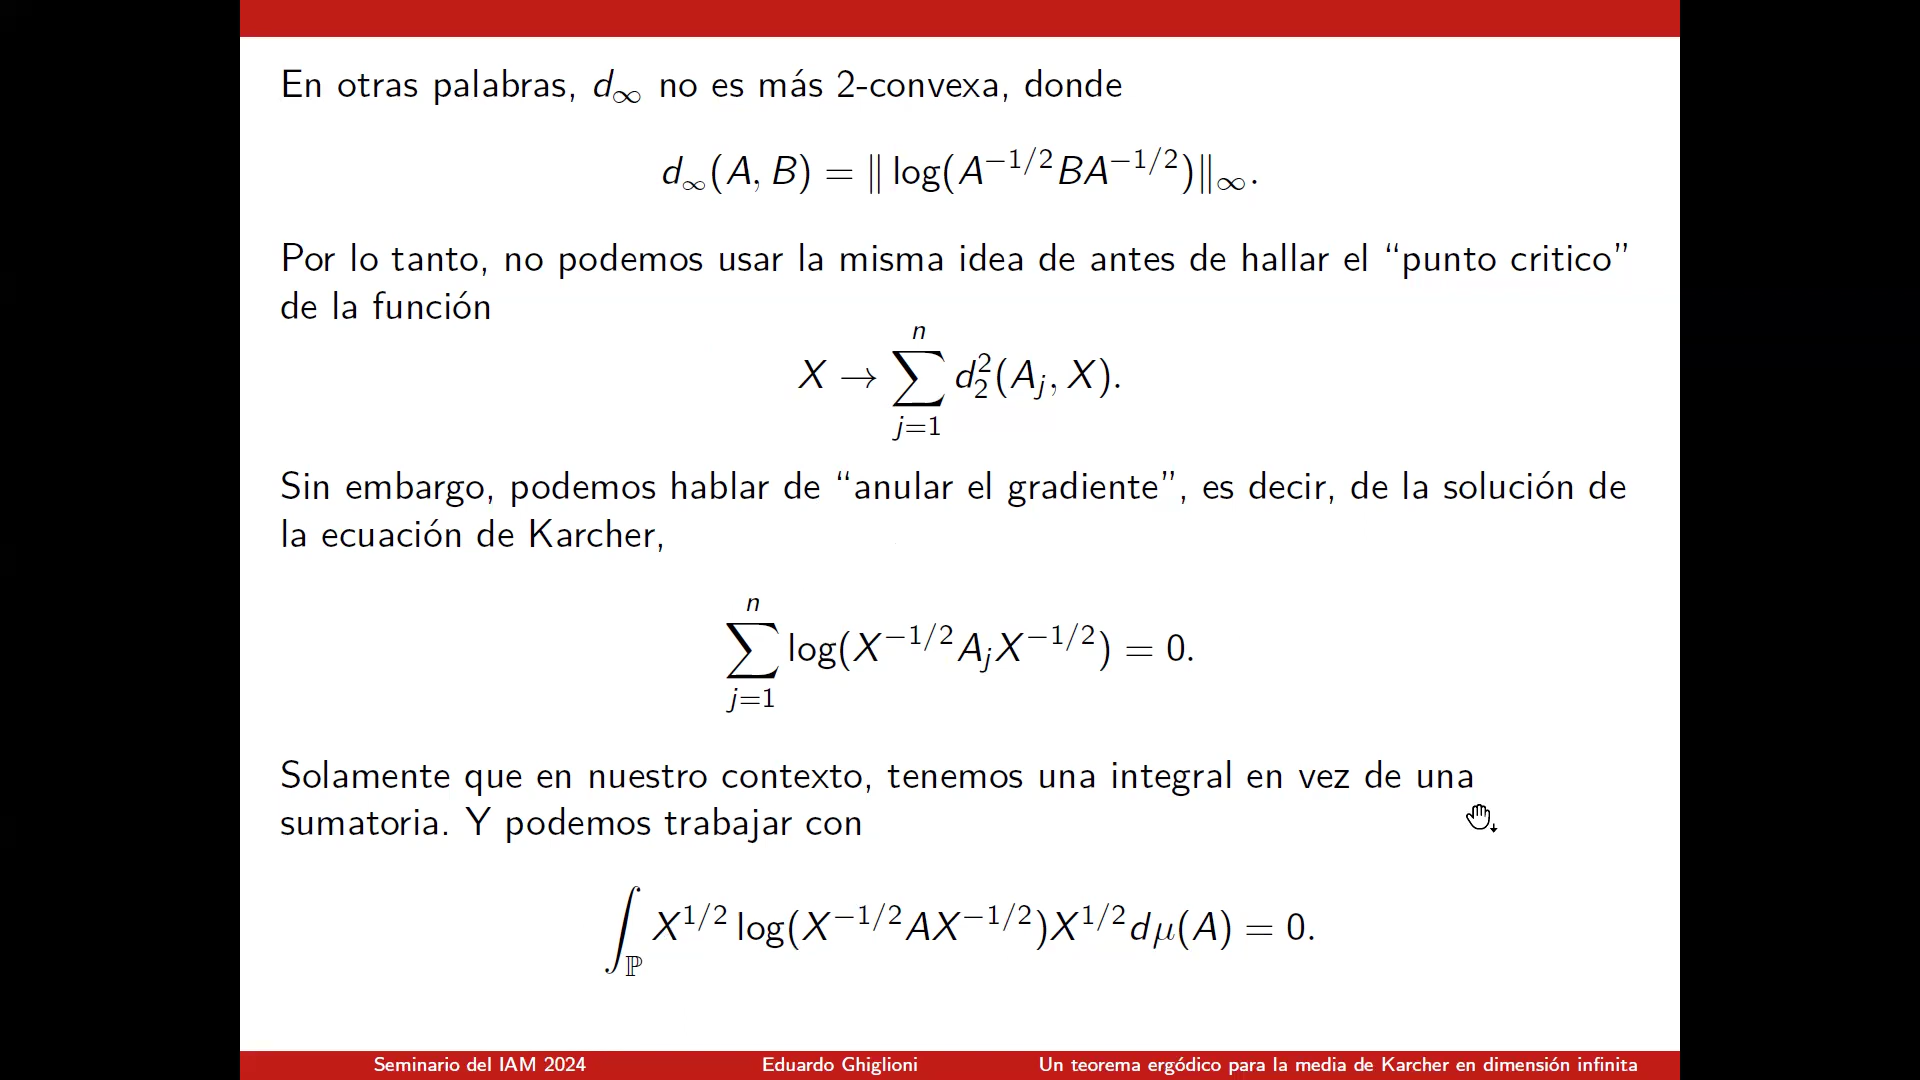 En otras palabras, d_∞ no es más 2-convexa, donde
d_∞(A, B) = ‖ log(A^{-1/2}BA^{-1/2})‖_∞.
Por lo tanto, no podemos usar la misma idea de antes de hallar el “punto critico”
de la función
X → \sum_{j=1}^{n} d_2^2(A_j, X).
Sin embargo, podemos hablar de “anular el gradiente”, es decir, de la solución de
la ecuación de Karcher,
\sum_{j=1}^{n} log(X^{-1/2}A_jX^{-1/2}) = 0.
Solamente que en nuestro contexto, tenemos una integral en vez de una
sumatoria. Y podemos trabajar con
\int_ℙ X^{1/2} log(X^{-1/2}AX^{-1/2})X^{1/2}dμ(A) = 0.
Seminario del IAM 2024 Eduardo Ghiglioni Un teorema ergódico para la media de Karcher en dimensión infinita